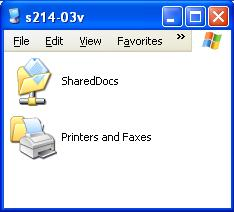 s214-03v
File Edit View Favorites »
SharedDocs
Printers and Faxes